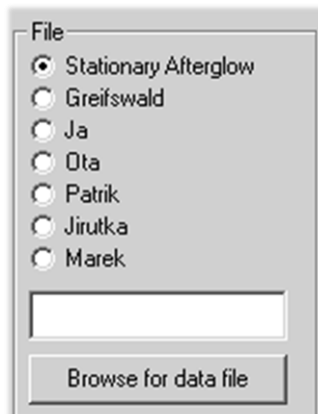 File
Stationary Afterglow
Greifswald
Ja
Ota
Patrik
Jirutka
Marek
Browse for data file